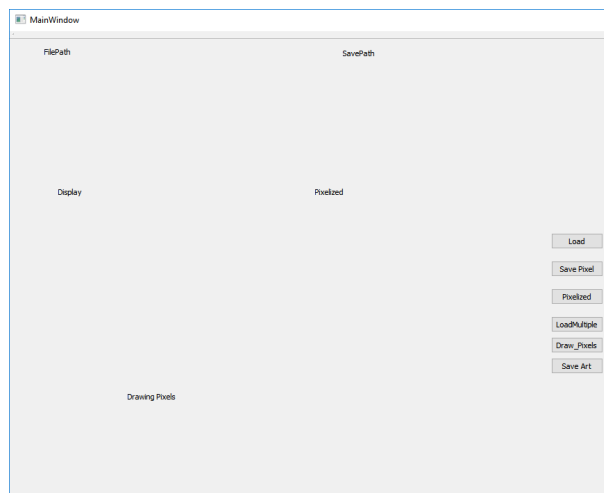 MainWindow
FilePath
SavePath
Display
Pixelized
Load
Save Pixel
Pixelized
LoadMultiple
Draw_Pixels
Save Art
Drawing Pixels